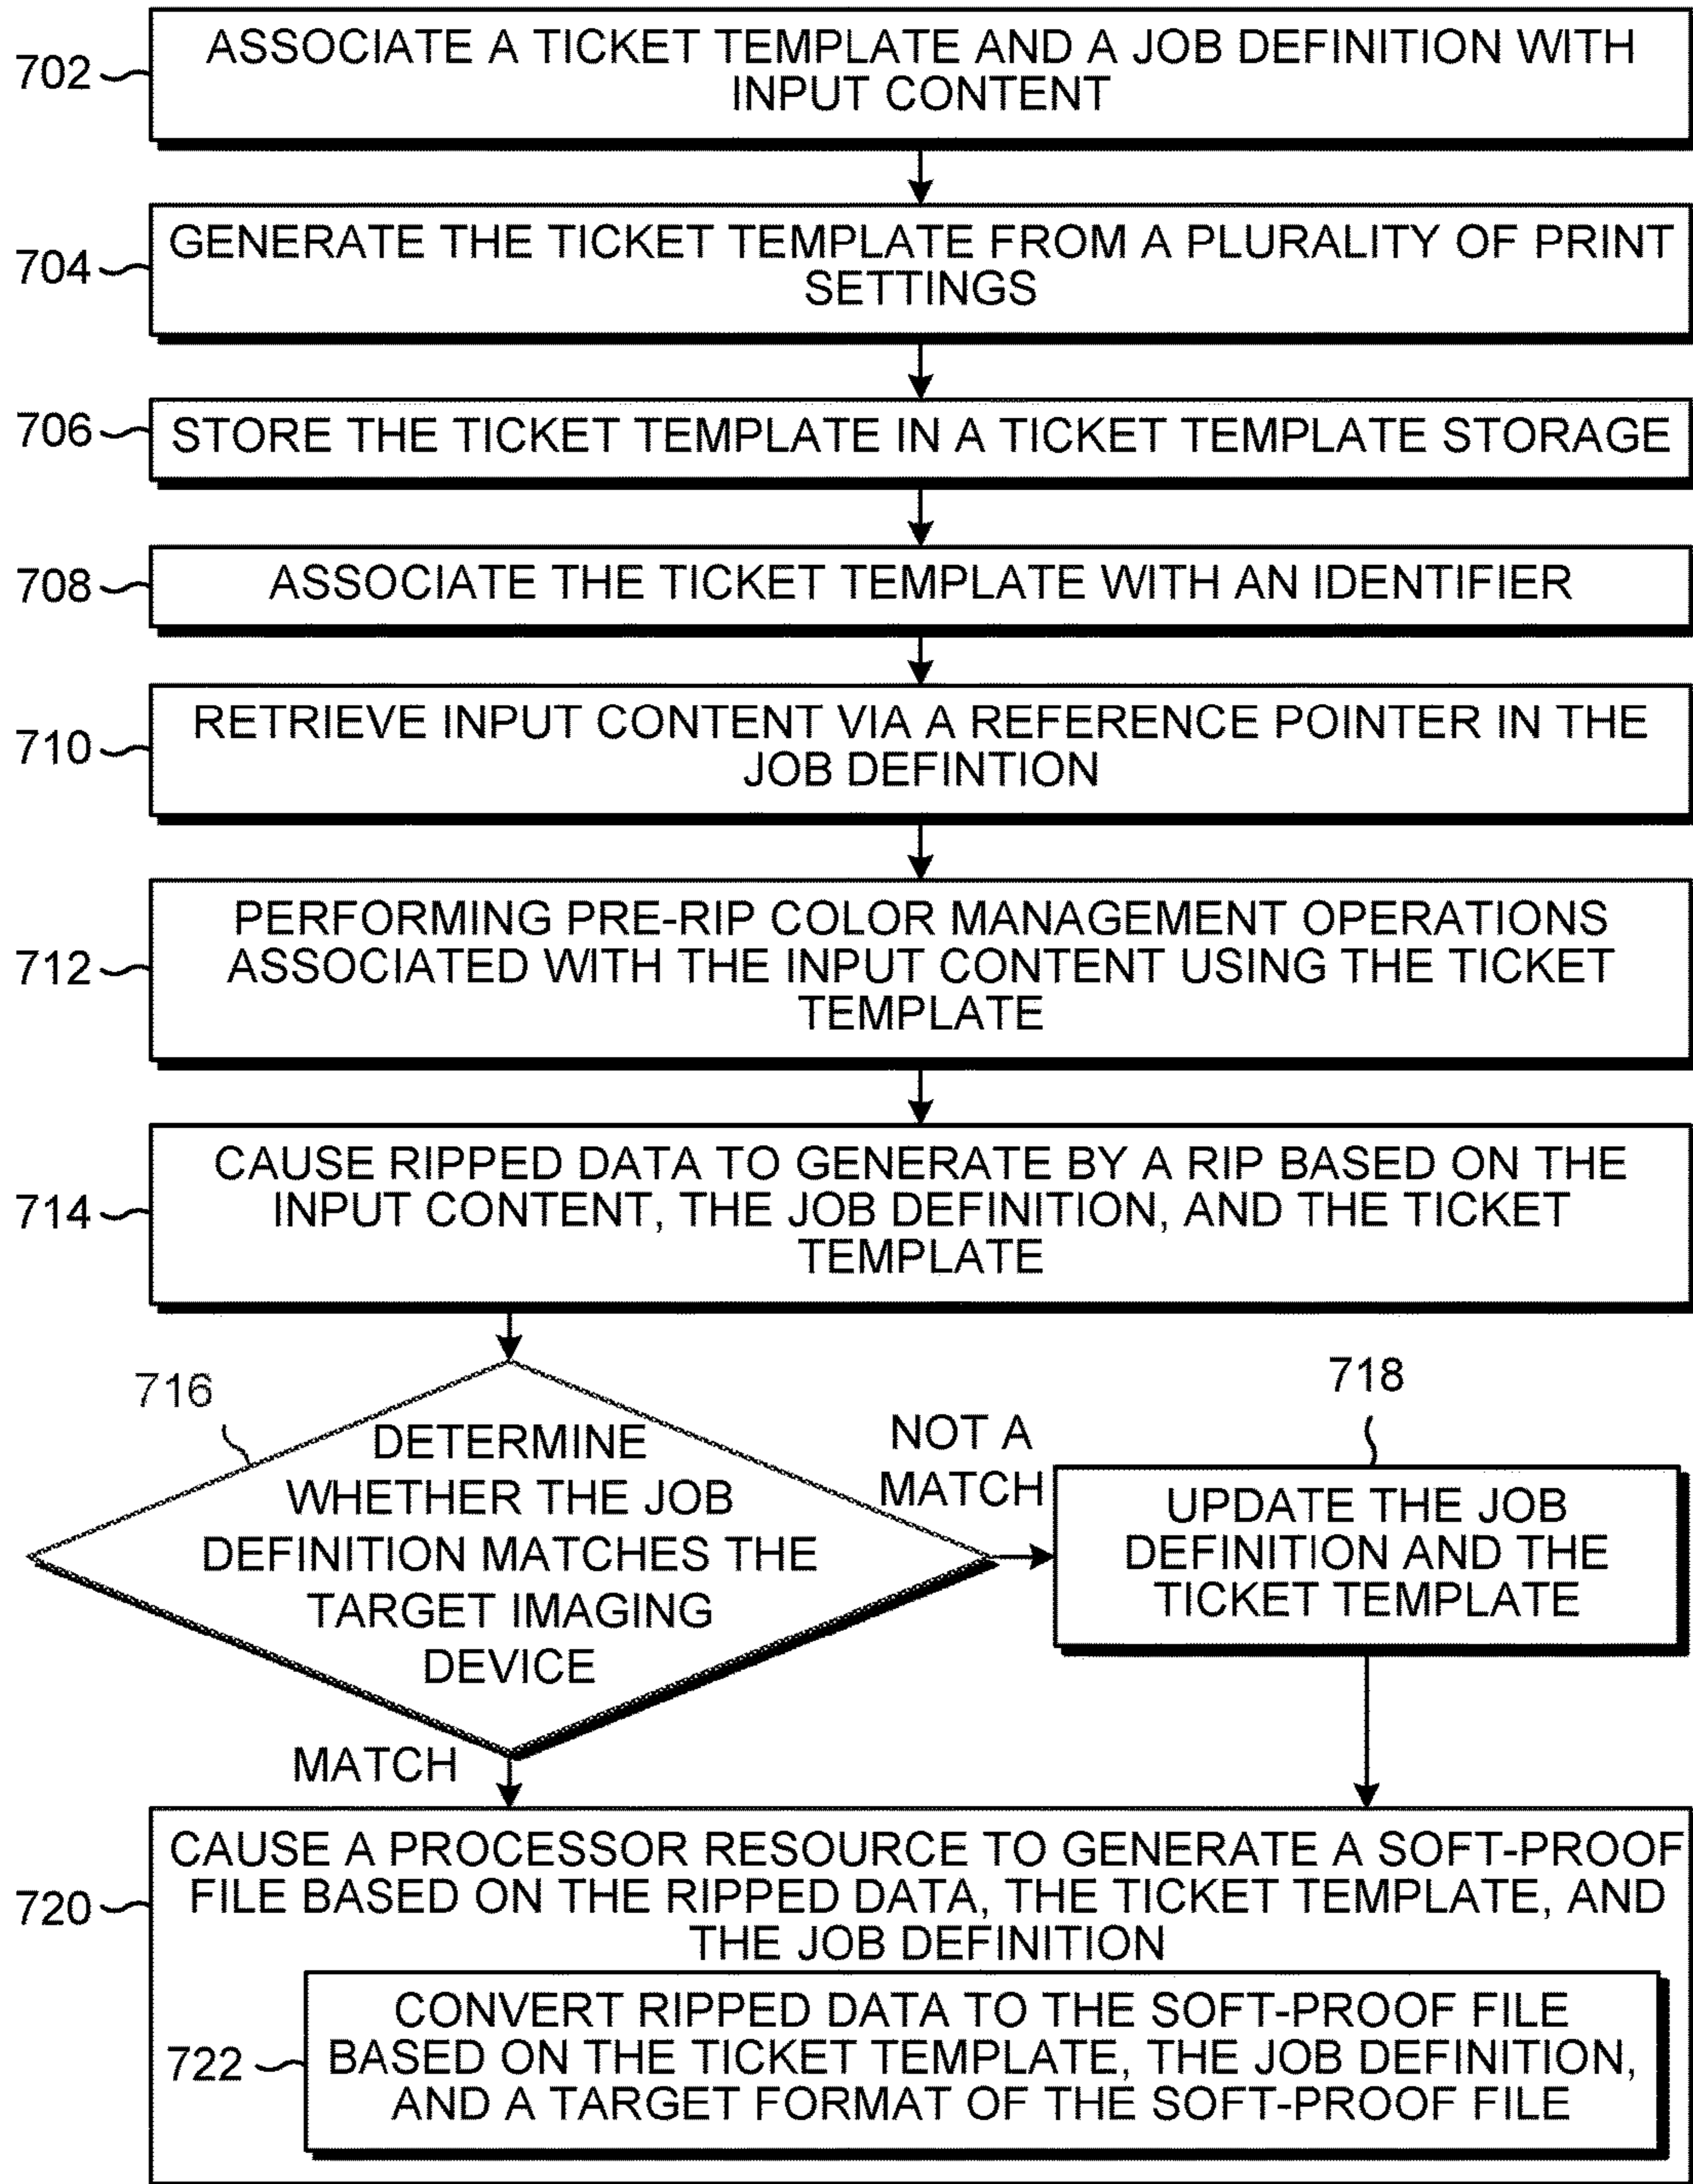 702
ASSOCIATE A TICKET TEMPLATE AND A JOB DEFINITION WITH
INPUT CONTENT
704
GENERATE THE TICKET TEMPLATE FROM A PLURALITY OF PRINT
SETTINGS
706
STORE THE TICKET TEMPLATE IN A TICKET TEMPLATE STORAGE
708
ASSOCIATE THE TICKET TEMPLATE WITH AN IDENTIFIER
710
RETRIEVE INPUT CONTENT VIA A REFERENCE POINTER IN THE
JOB DEFINTION
712
PERFORMING PRE-RIP COLOR MANAGEMENT OPERATIONS
ASSOCIATED WITH THE INPUT CONTENT USING THE TICKET
TEMPLATE
714
CAUSE RIPPED DATA TO GENERATE BY A RIP BASED ON THE
INPUT CONTENT, THE JOB DEFINITION, AND THE TICKET
TEMPLATE
716
DETERMINE
WHETHER THE JOB
DEFINITION MATCHES THE
TARGET IMAGING
DEVICE
NOT A
MATCH
718
UPDATE THE JOB
DEFINITION AND THE
TICKET TEMPLATE
MATCH
720
CAUSE A PROCESSOR RESOURCE TO GENERATE A SOFT-PROOF
FILE BASED ON THE RIPPED DATA, THE TICKET TEMPLATE, AND
THE JOB DEFINITION
722
CONVERT RIPPED DATA TO THE SOFT-PROOF FILE
BASED ON THE TICKET TEMPLATE, THE JOB DEFINITION,
AND A TARGET FORMAT OF THE SOFT-PROOF FILE